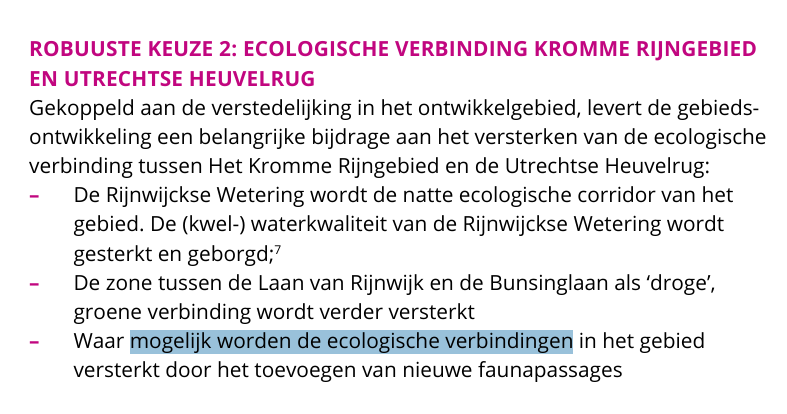 ROBUUSTE KEUZE 2: ECOLOGISCHE VERBINDING KROMME RIJNGEBIED
EN UTRECHTSE HEUVELRUG
Gekoppeld aan de verstedelijking in het ontwikkelgebied, levert de gebieds-
ontwikkeling een belangrijke bijdrage aan het versterken van de ecologische
verbinding tussen Het Kromme Rijngebied en de Utrechtse Heuvelrug:
– De Rijnwijckse Wetering wordt de natte ecologische corridor van het
gebied. De (kwel-) waterkwaliteit van de Rijnwijckse Wetering wordt
gesterkt en geborgd;⁷
– De zone tussen de Laan van Rijnwijk en de Bunsinglaan als ‘droge’,
groene verbinding wordt verder versterkt
– Waar mogelijk worden de ecologische verbindingen in het gebied
versterkt door het toevoegen van nieuwe faunapassages